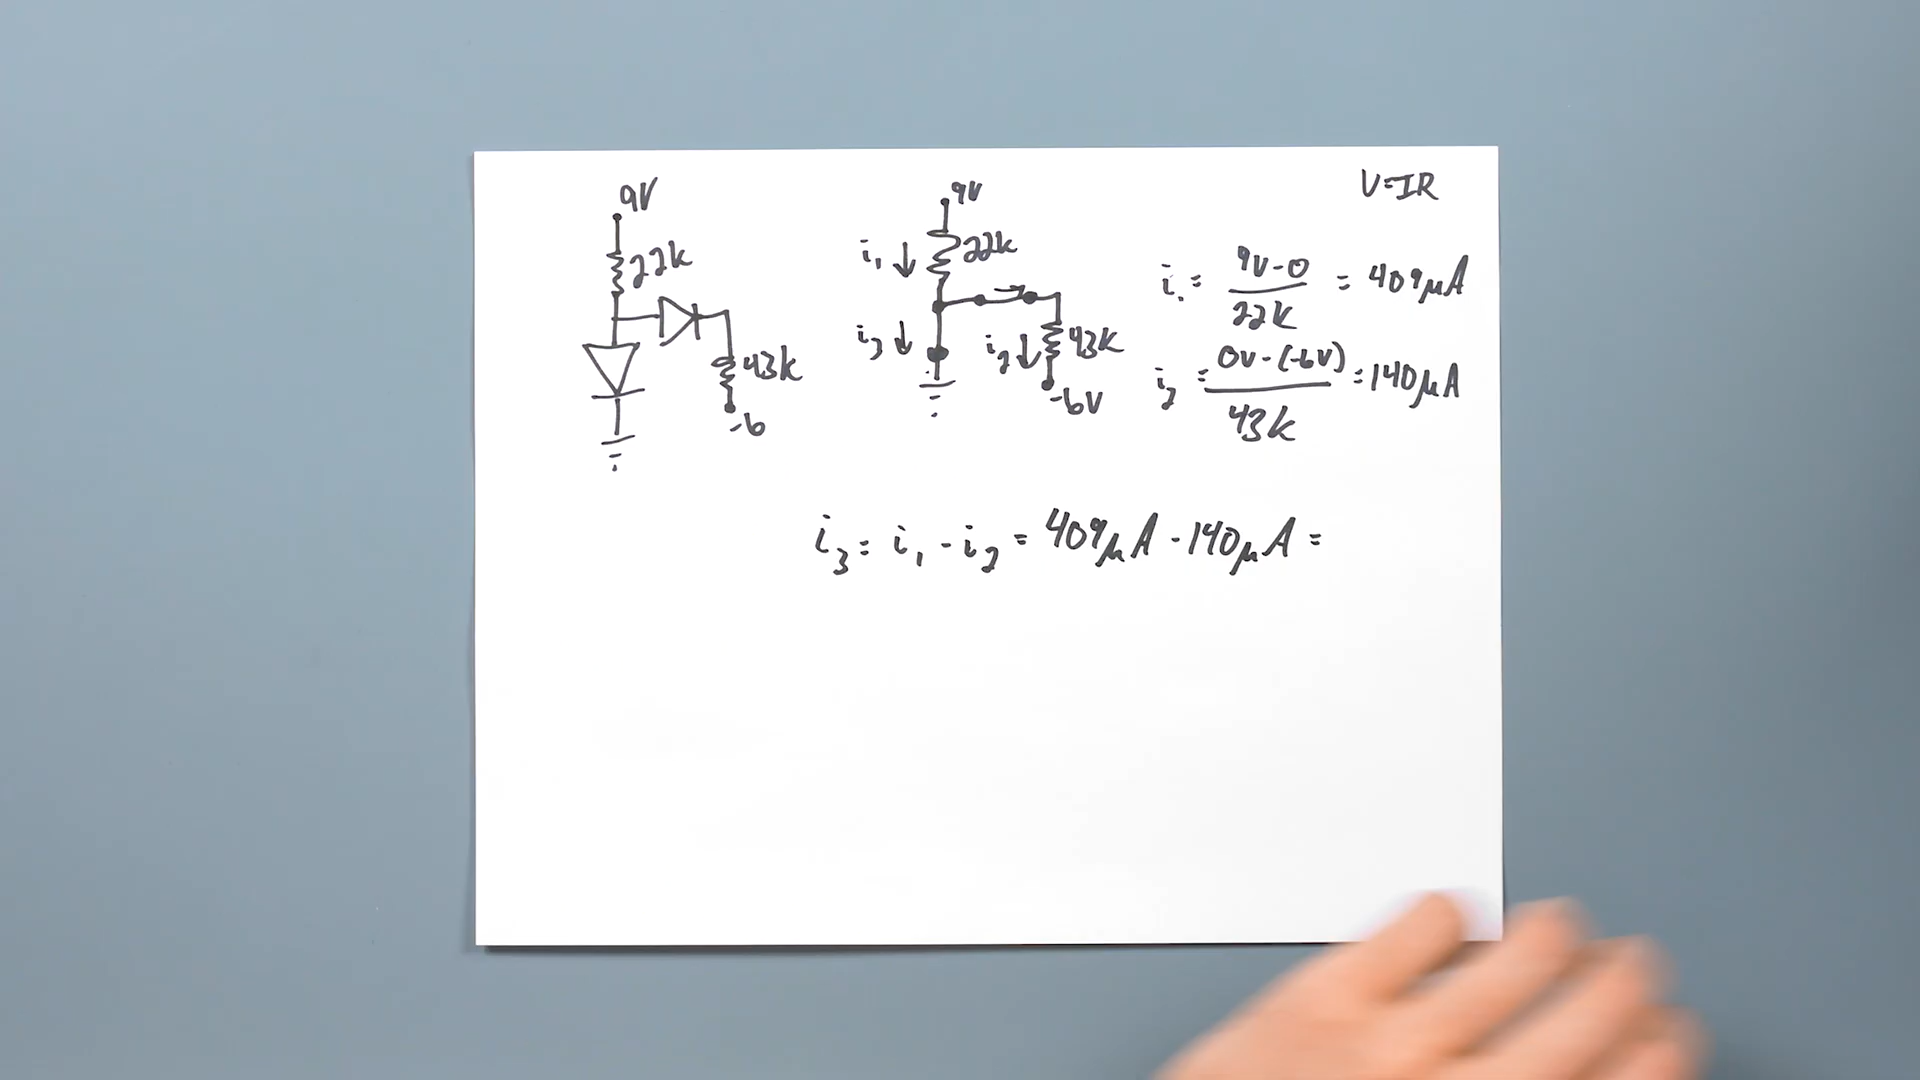 9V
22k
43k
-6
9V
i₁ ↓ 22k
i₃ ↓
i₂ ↓ 43k
-6V
V=IR
i₁ = 9V-0 / 22k = 409μA
i₂ = 0V-(-6V) / 43k = 140μA
i₃ = i₁ - i₂ = 409μA - 140μA =